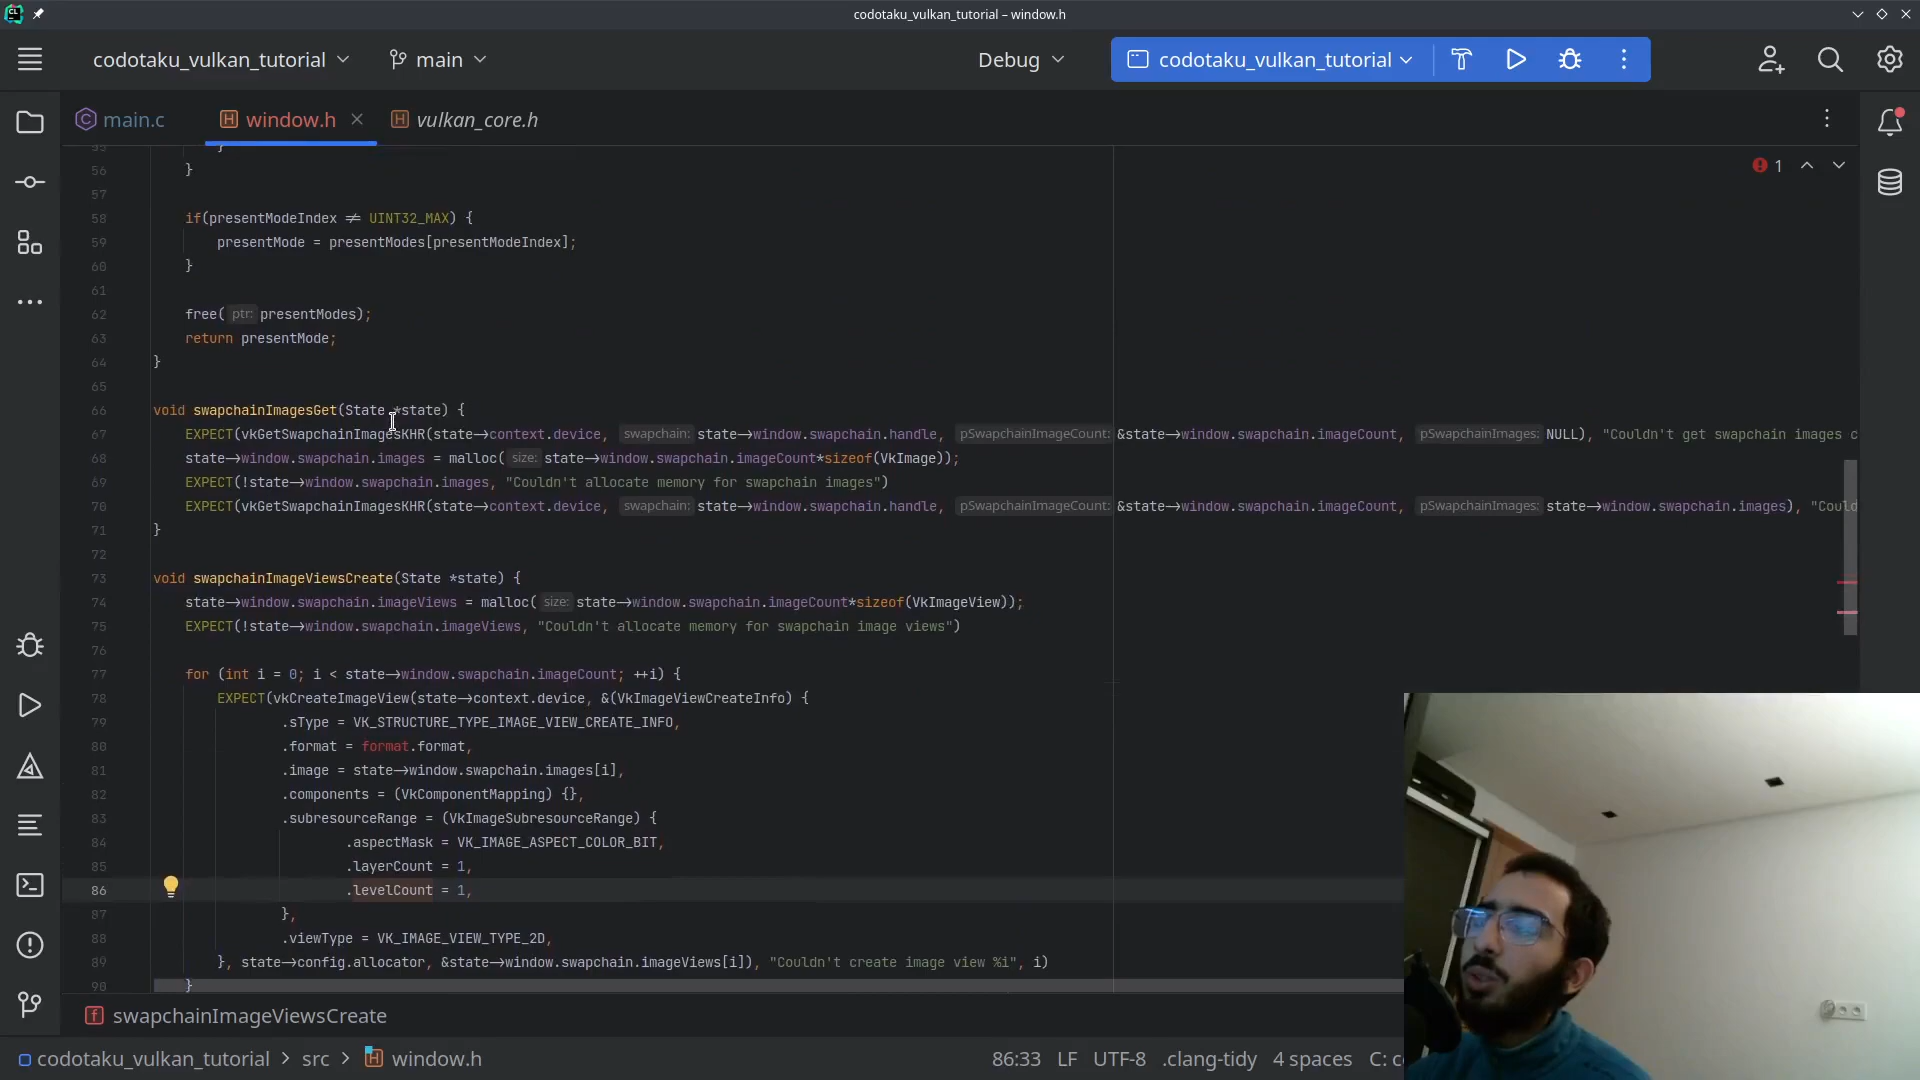 codotaku_vulkan_tutorial – window.h
codotaku_vulkan_tutorial main Debug codotaku_vulkan_tutorial
main.c window.h vulkan_core.h
1
55 }
56 }
57
58 if(presentModeIndex ≠ UINT32_MAX) {
59 presentMode = presentModes[presentModeIndex];
60 }
61
62 free( ptr: presentModes);
63 return presentMode;
64 }
65
66 void swapchainImagesGet(State *state) {
67 EXPECT(vkGetSwapchainImagesKHR(state→context.device, swapchain: state→window.swapchain.handle, pSwapchainImageCount: &state→window.swapchain.imageCount, pSwapchainImages: NULL), "Couldn't get swapchain images c
68 state→window.swapchain.images = malloc( size: state→window.swapchain.imageCount*sizeof(VkImage));
69 EXPECT(!state→window.swapchain.images, "Couldn't allocate memory for swapchain images")
70 EXPECT(vkGetSwapchainImagesKHR(state→context.device, swapchain: state→window.swapchain.handle, pSwapchainImageCount: &state→window.swapchain.imageCount, pSwapchainImages: state→window.swapchain.images), "Could
71 }
72
73 void swapchainImageViewsCreate(State *state) {
74 state→window.swapchain.imageViews = malloc( size: state→window.swapchain.imageCount*sizeof(VkImageView));
75 EXPECT(!state→window.swapchain.imageViews, "Couldn't allocate memory for swapchain image views")
76
77 for (int i = 0; i < state→window.swapchain.imageCount; ++i) {
78 EXPECT(vkCreateImageView(state→context.device, &(VkImageViewCreateInfo) {
79 .sType = VK_STRUCTURE_TYPE_IMAGE_VIEW_CREATE_INFO,
80 .format = format.format,
81 .image = state→window.swapchain.images[i],
82 .components = (VkComponentMapping) {},
83 .subresourceRange = (VkImageSubresourceRange) {
84 .aspectMask = VK_IMAGE_ASPECT_COLOR_BIT,
85 .layerCount = 1,
86 .levelCount = 1,
87 },
88 .viewType = VK_IMAGE_VIEW_TYPE_2D,
89 }, state→config.allocator, &state→window.swapchain.imageViews[i]), "Couldn't create image view %i", i)
90 }
swapchainImageViewsCreate
codotaku_vulkan_tutorial > src > window.h 86:33 LF UTF-8 .clang-tidy 4 spaces C: c